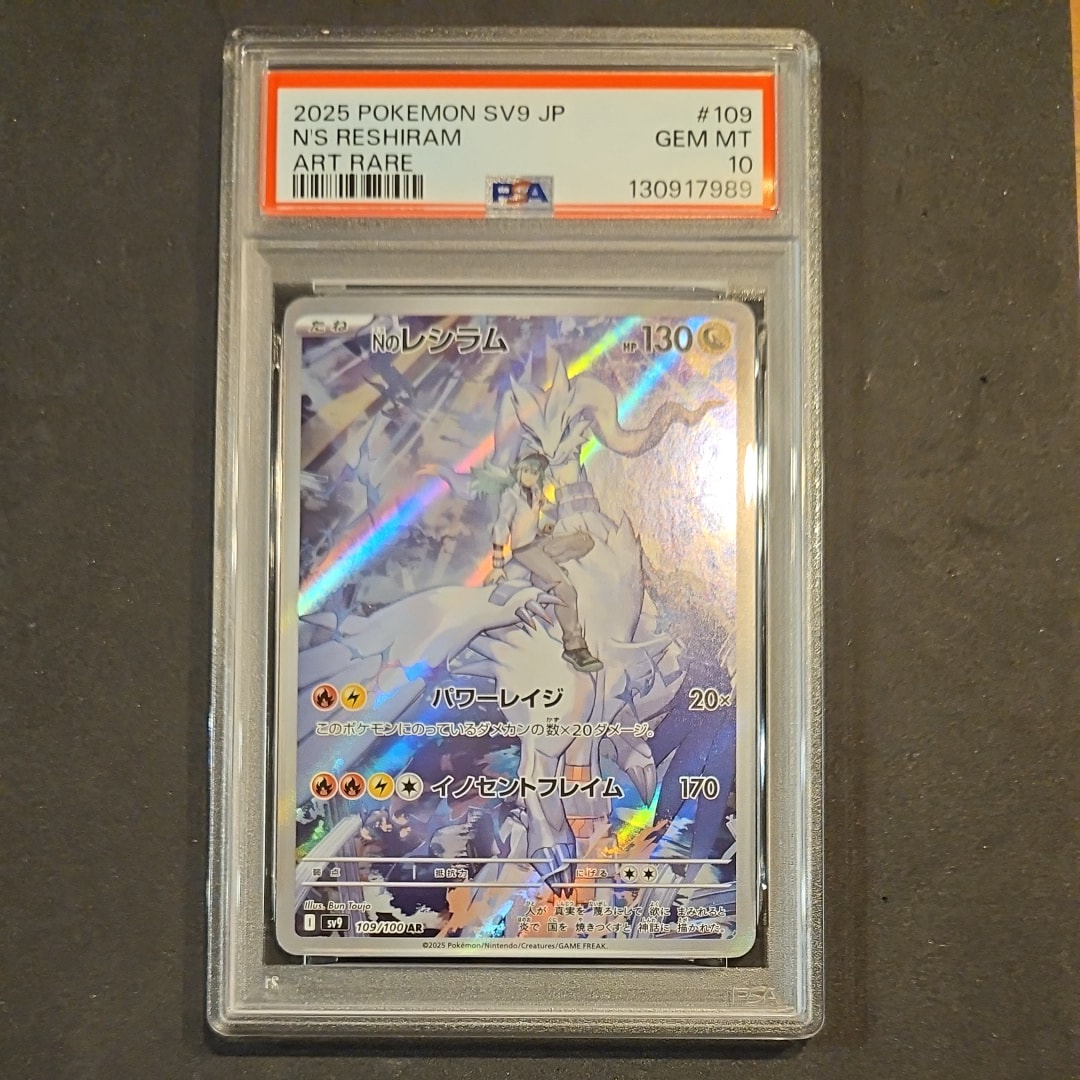 2025 POKEMON SV9 JP #109
N'S RESHIRAM GEM MT
ART RARE 10
PSA 130917989
たね NのレシラムHP 130
パワーレイジ 20×
このポケモンにのっているダメカンの数×20ダメージ。
イノセントフレイム 170
弱点 抵抗力 にげる
Illus. Bun Toujo
人が 真実を 蔑ろにして 欲に まみれると
炎で 国を 焼きつくすと 神話に 描かれた。
I sv9 109/100 AR
©2025 Pokémon/Nintendo/Creatures/GAME FREAK.
PSA